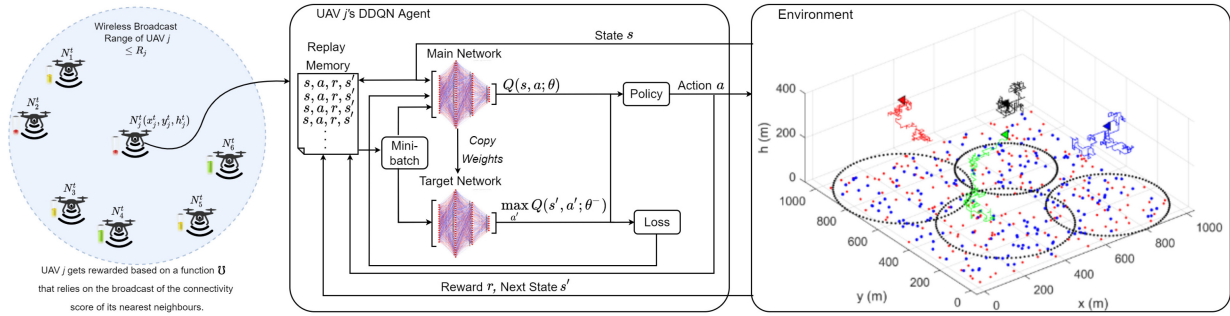 Wireless Broadcast
Range of UAV j
≤ R_j
N_1^t
N_2^t
N_j^t(x_j^t, y_j^t, h_j^t)
N_6^t
N_3^t
N_4^t
N_5^t
UAV j gets rewarded based on a function ℧
that relies on the broadcast of the connectivity
score of its nearest neighbours.
UAV j's DDQN Agent
Replay
Memory
s, a, r, s′
s, a, r, s′
s, a, r, s′
s, a, r, s′
⋮
Mini-
batch
Main Network
Q(s, a; θ)
Copy
Weights
Target Network
max Q(s′, a′; θ⁻)
a′
Policy
Loss
State s
Action a
Reward r, Next State s′
Environment
h (m)
400
200
0
1000
800
600
400
200
0
y (m)
0
200
400
600
800
1000
x (m)